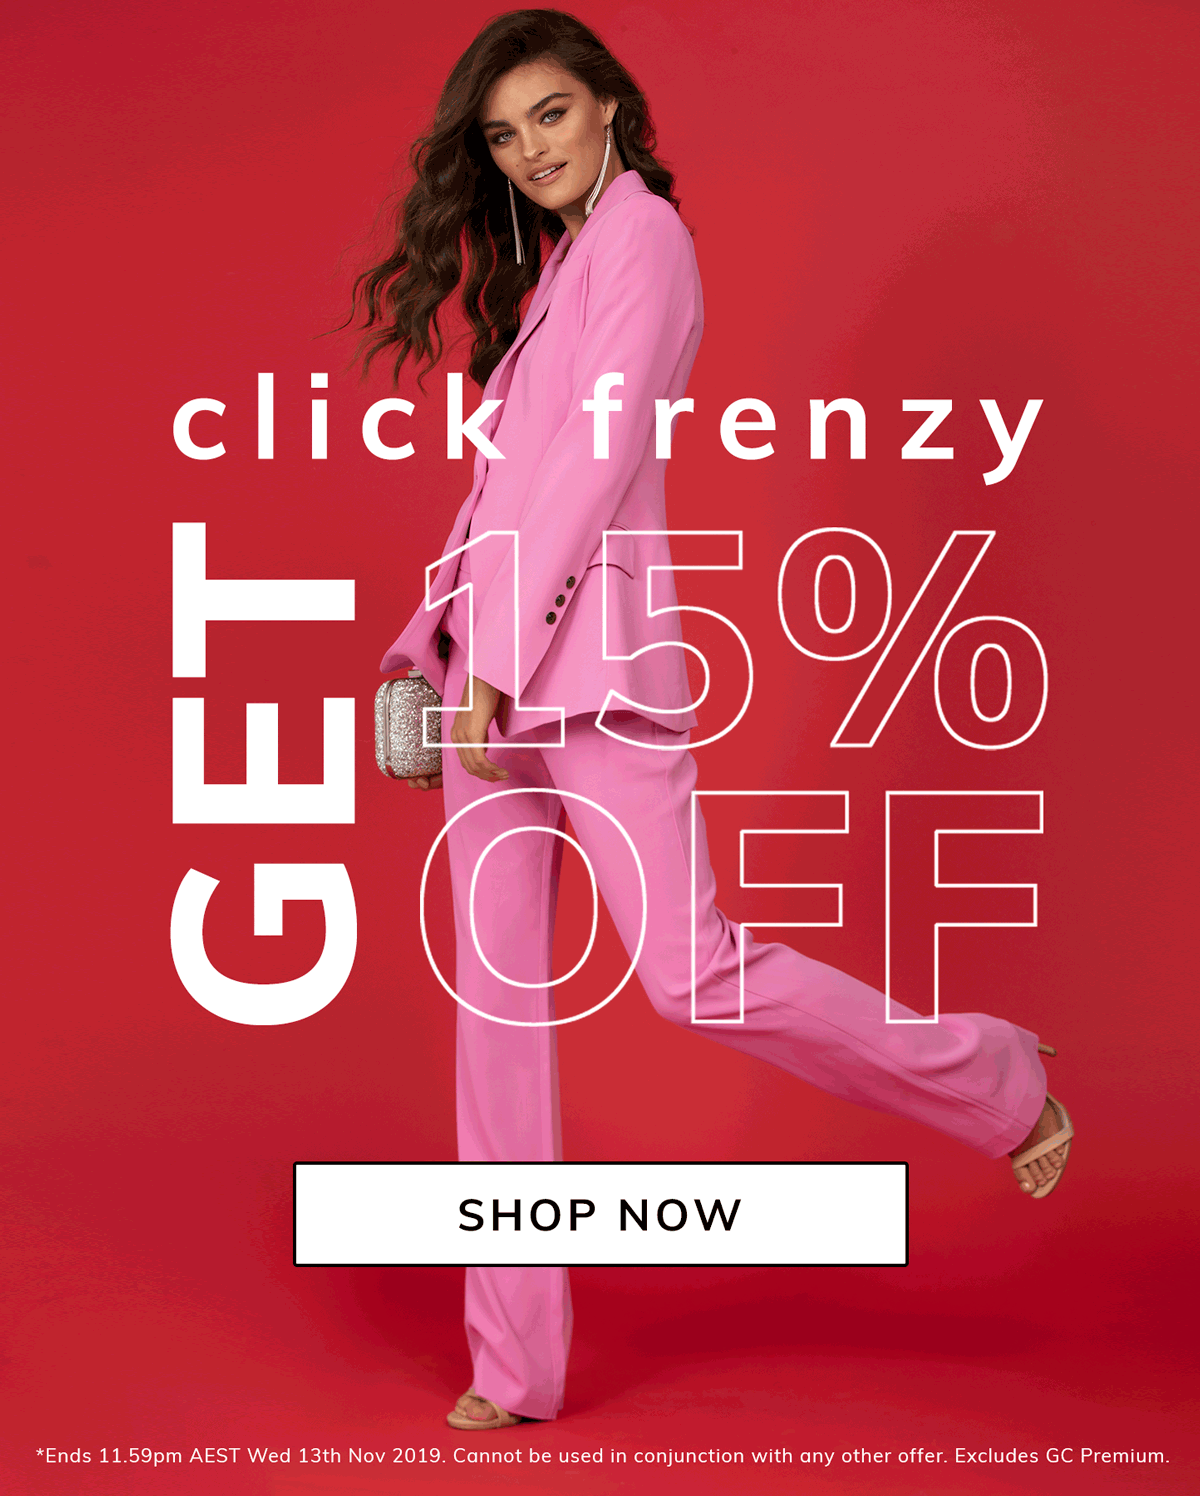 click frenzy
GET
15%
OFF
SHOP NOW
*Ends 11.59pm AEST Wed 13th Nov 2019. Cannot be used in conjunction with any other offer. Excludes GC Premium.